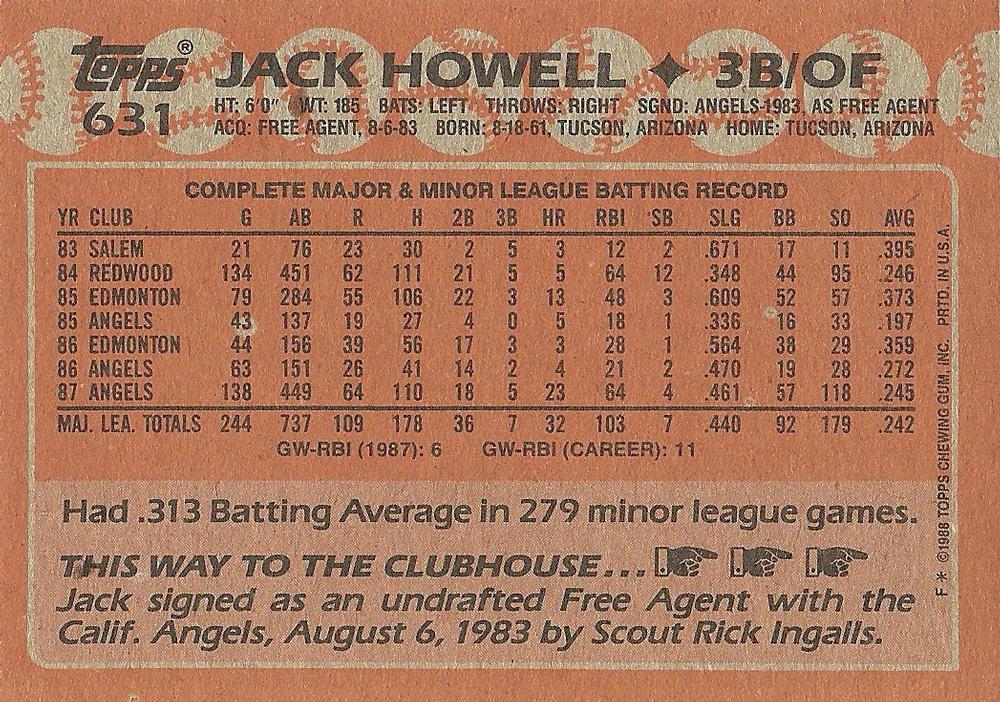 topps® JACK HOWELL ✦ 3B/OF
631 HT: 6'0" WT: 185 BATS: LEFT THROWS: RIGHT SGND: ANGELS-1983, AS FREE AGENT
ACQ: FREE AGENT, 8-6-83 BORN: 8-18-61, TUCSON, ARIZONA HOME: TUCSON, ARIZONA
COMPLETE MAJOR & MINOR LEAGUE BATTING RECORD
YR CLUB G AB R H 2B 3B HR RBI SB SLG BB SO AVG
83 SALEM 21 76 23 30 2 5 3 12 2 .671 17 11 .395
84 REDWOOD 134 451 62 111 21 5 5 64 12 .348 44 95 .246
85 EDMONTON 79 284 55 106 22 3 13 48 3 .609 52 57 .373
85 ANGELS 43 137 19 27 4 0 5 18 1 .336 16 33 .197
86 EDMONTON 44 156 39 56 17 3 3 28 1 .564 38 29 .359
86 ANGELS 63 151 26 41 14 2 4 21 2 .470 19 28 .272
87 ANGELS 138 449 64 110 18 5 23 64 4 .461 57 118 .245
MAJ. LEA. TOTALS 244 737 109 178 36 7 32 103 7 .440 92 179 .242
GW-RBI (1987): 6 GW-RBI (CAREER): 11
Had .313 Batting Average in 279 minor league games.
THIS WAY TO THE CLUBHOUSE...
Jack signed as an undrafted Free Agent with the
Calif. Angels, August 6, 1983 by Scout Rick Ingalls.
F* ©1988 TOPPS CHEWING GUM, INC. PRTD. IN U.S.A.